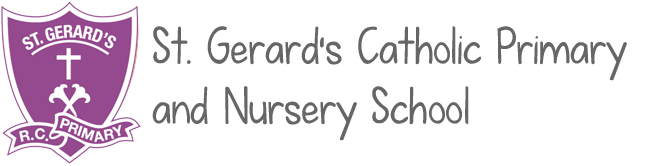 ST. GERARD'S
R.C. PRIMARY
St. Gerard's Catholic Primary
and Nursery School